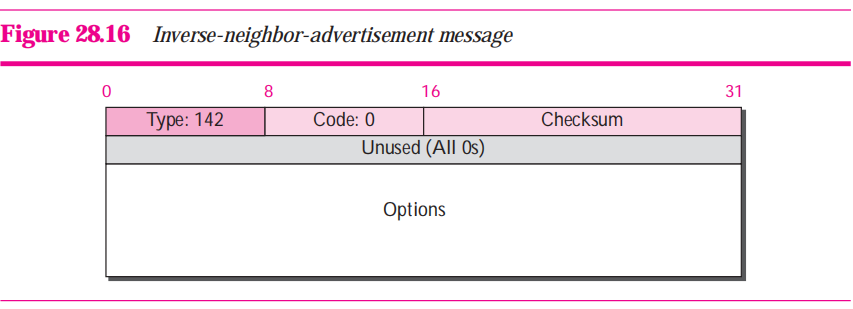 Figure 28.16 Inverse-neighbor-advertisement message
0 8 16 31
Type: 142 Code: 0 Checksum
Unused (All 0s)
Options